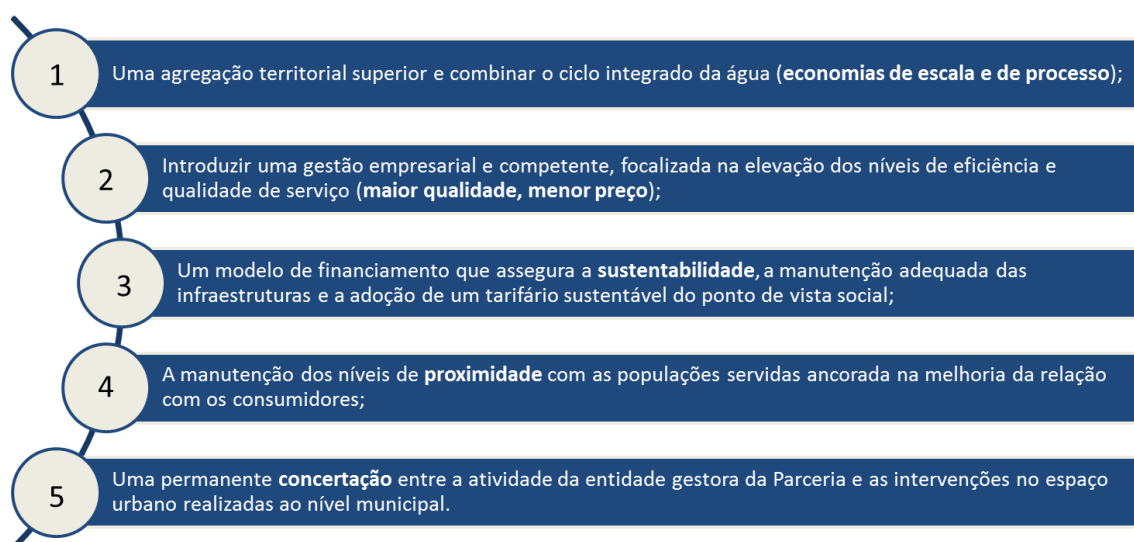 1
Uma agregação territorial superior e combinar o ciclo integrado da água (economias de escala e de processo);
2
Introduzir uma gestão empresarial e competente, focalizada na elevação dos níveis de eficiência e
qualidade de serviço (maior qualidade, menor preço);
3
Um modelo de financiamento que assegura a sustentabilidade, a manutenção adequada das
infraestruturas e a adoção de um tarifário sustentável do ponto de vista social;
4
A manutenção dos níveis de proximidade com as populações servidas ancorada na melhoria da relação
com os consumidores;
5
Uma permanente concertação entre a atividade da entidade gestora da Parceria e as intervenções no espaço
urbano realizadas ao nível municipal.